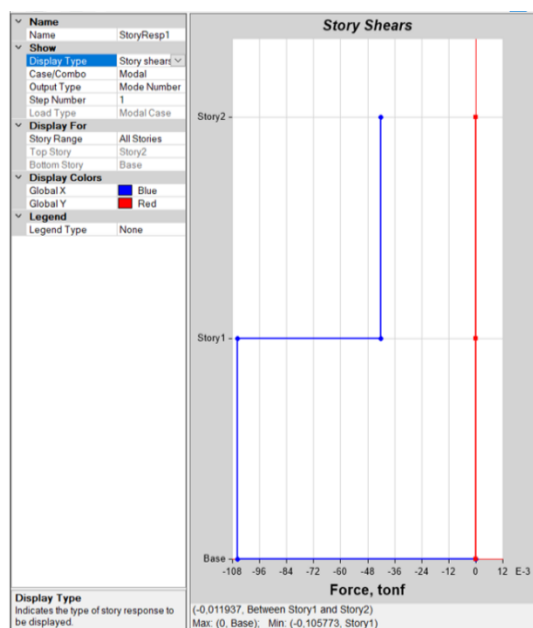 Name
Name StoryResp1
Show
Display Type Story shears
Case/Combo Modal
Output Type Mode Number
Step Number 1
Load Type Modal Case
Display For
Story Range All Stories
Top Story Story2
Bottom Story Base
Display Colors
Global X Blue
Global Y Red
Legend
Legend Type None
Display Type
Indicates the type of story response to
be displayed.
Story Shears
Story2
Story1
Base
-108 -96 -84 -72 -60 -48 -36 -24 -12 0 12 E-3
Force, tonf
(-0,011937, Between Story1 and Story2)
Max: (0, Base); Min: (-0,105773, Story1)